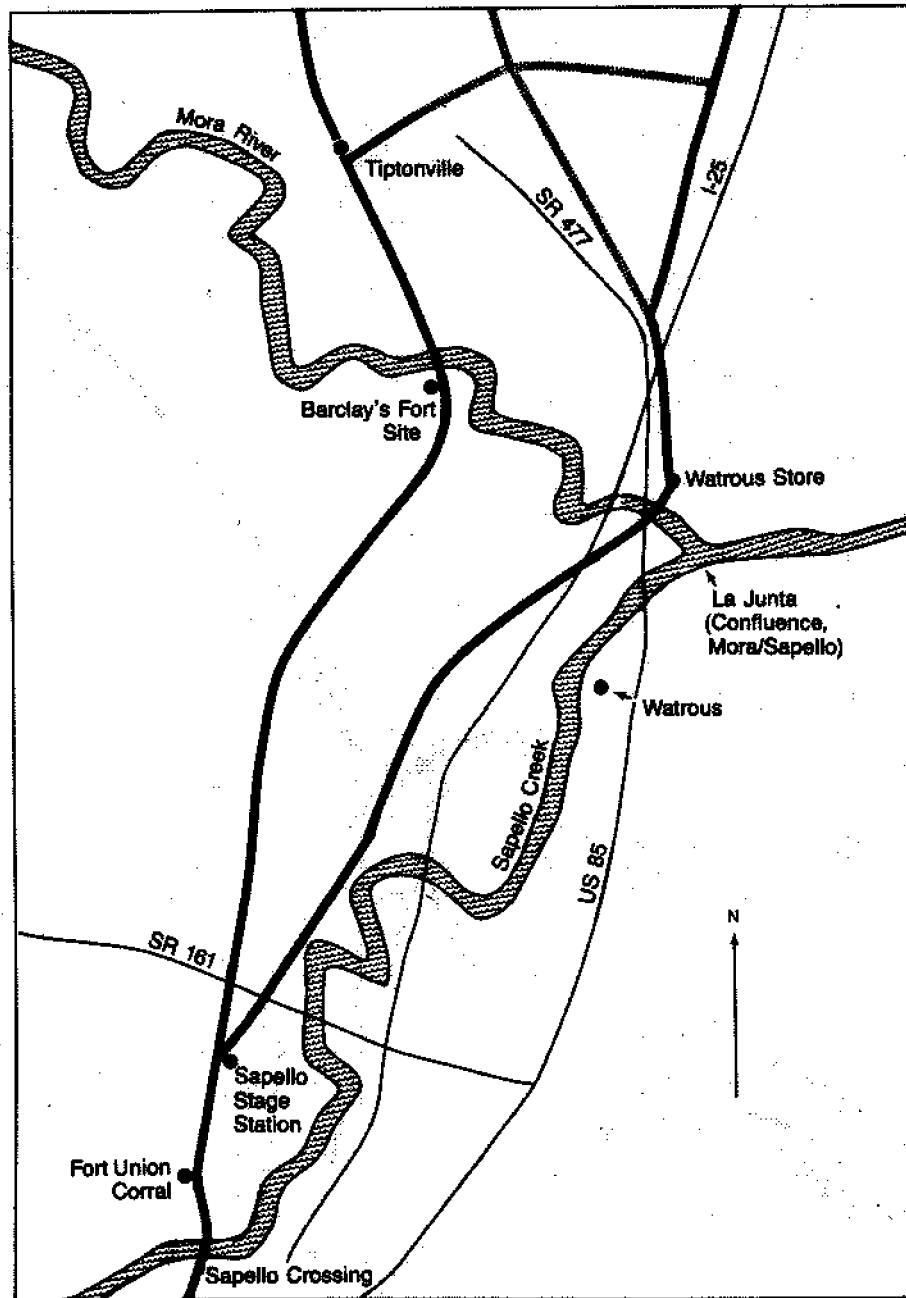 Mora River
Tiptonville
SR 477
I-25
Barclay's Fort
Site
Watrous Store
La Junta
(Confluence,
Mora/Sapello)
Watrous
Sapello Creek
US 85
N
SR 161
Sapello
Stage
Station
Fort Union
Corral
Sapello Crossing